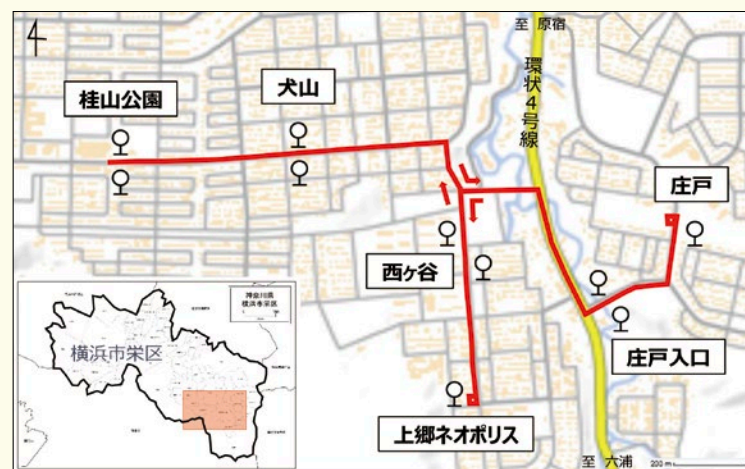 4
至 原宿
環状4号線
桂山公園
犬山
庄戸
西ヶ谷
庄戸入口
上郷ネオポリス
至 六浦
200 m
神奈川県
横浜市栄区
横浜市栄区